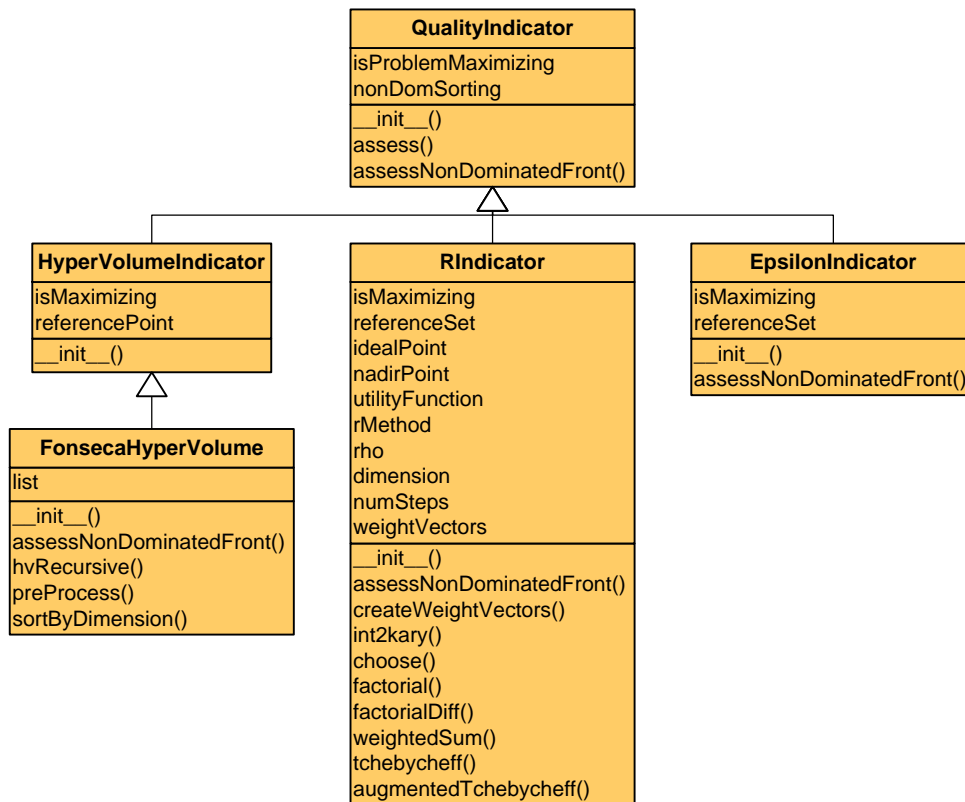 QualityIndicator
isProblemMaximizing
nonDomSorting
__init__()
assess()
assessNonDominatedFront()
HyperVolumeIndicator
isMaximizing
referencePoint
__init__()
RIndicator
isMaximizing
referenceSet
idealPoint
nadirPoint
utilityFunction
rMethod
rho
dimension
numSteps
weightVectors
__init__()
assessNonDominatedFront()
createWeightVectors()
int2kary()
choose()
factorial()
factorialDiff()
weightedSum()
tchebycheff()
augmentedTchebycheff()
EpsilonIndicator
isMaximizing
referenceSet
__init__()
assessNonDominatedFront()
FonsecaHyperVolume
list
__init__()
assessNonDominatedFront()
hvRecursive()
preProcess()
sortByDimension()